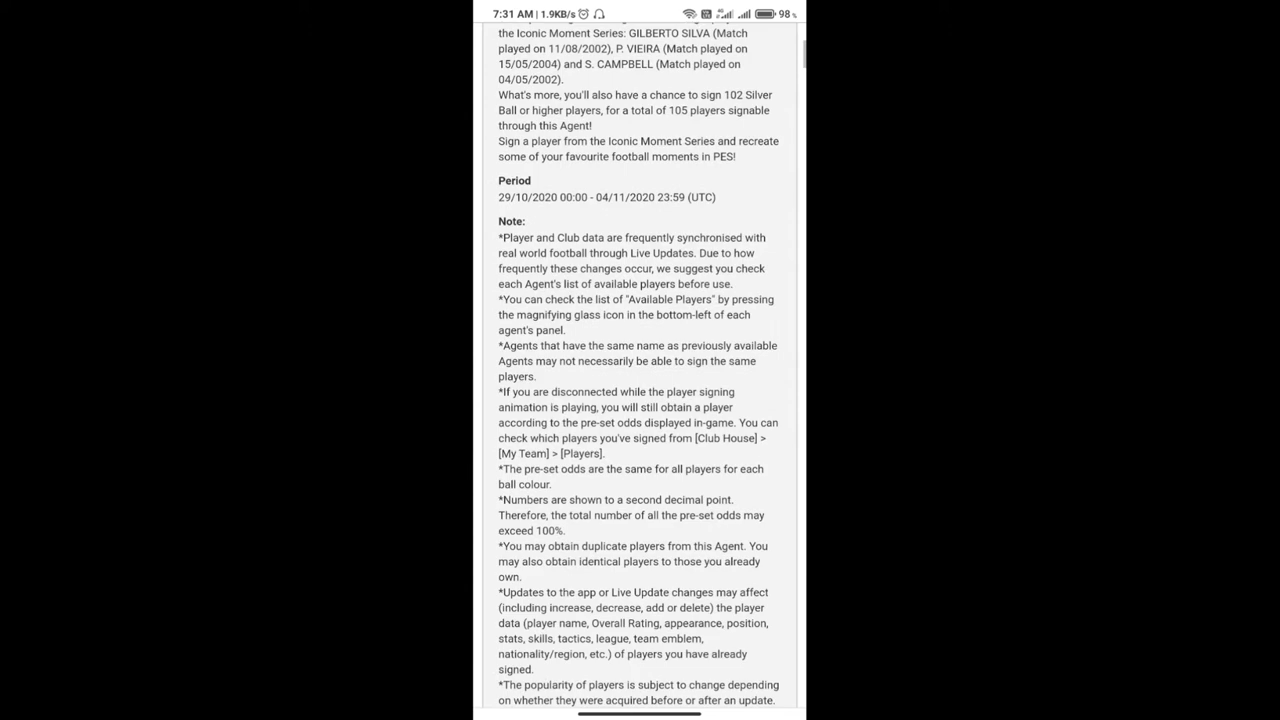 7:31 AM | 1.9KB/s
4G
98%
the Iconic Moment Series: GILBERTO SILVA (Match
played on 11/08/2002), P. VIEIRA (Match played on
15/05/2004) and S. CAMPBELL (Match played on
04/05/2002).
What's more, you'll also have a chance to sign 102 Silver
Ball or higher players, for a total of 105 players signable
through this Agent!
Sign a player from the Iconic Moment Series and recreate
some of your favourite football moments in PES!
Period
29/10/2020 00:00 - 04/11/2020 23:59 (UTC)
Note:
*Player and Club data are frequently synchronised with
real world football through Live Updates. Due to how
frequently these changes occur, we suggest you check
each Agent's list of available players before use.
*You can check the list of "Available Players" by pressing
the magnifying glass icon in the bottom-left of each
agent's panel.
*Agents that have the same name as previously available
Agents may not necessarily be able to sign the same
players.
*If you are disconnected while the player signing
animation is playing, you will still obtain a player
according to the pre-set odds displayed in-game. You can
check which players you've signed from [Club House] >
[My Team] > [Players].
*The pre-set odds are the same for all players for each
ball colour.
*Numbers are shown to a second decimal point.
Therefore, the total number of all the pre-set odds may
exceed 100%.
*You may obtain duplicate players from this Agent. You
may also obtain identical players to those you already
own.
*Updates to the app or Live Update changes may affect
(including increase, decrease, add or delete) the player
data (player name, Overall Rating, appearance, position,
stats, skills, tactics, league, team emblem,
nationality/region, etc.) of players you have already
signed.
*The popularity of players is subject to change depending
on whether they were acquired before or after an update.